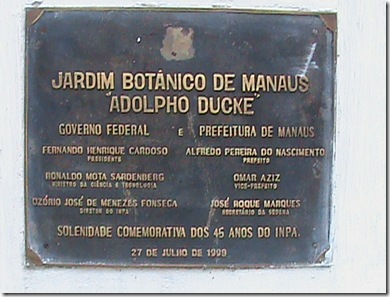 JARDIM BOTÂNICO DE MANAUS
"ADOLPHO DUCKE"
GOVERNO FEDERAL E PREFEITURA DE MANAUS
FERNANDO HENRIQUE CARDOSO ALFREDO PEREIRA DO NASCIMENTO
PRESIDENTE PREFEITO
RONALDO MOTA SARDENBERG OMAR AZIZ
MINISTRO DA CIÊNCIA E TECNOLOGIA VICE-PREFEITO
OZÓRIO JOSÉ DE MENEZES FONSECA JOSÉ ROQUE MARQUES
DIRETOR DO INPA SECRETÁRIO DA SEDEMA
SOLENIDADE COMEMORATIVA DOS 45 ANOS DO INPA.
27 DE JULHO DE 1999